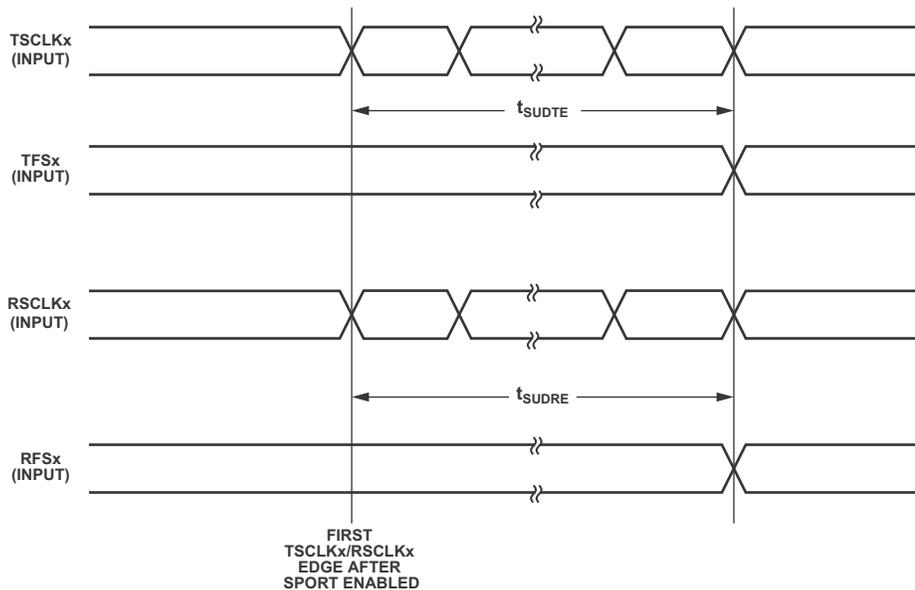 TSCLKx
(INPUT)
tSUDTE
TFSx
(INPUT)
RSCLKx
(INPUT)
tSUDRE
RFSx
(INPUT)
FIRST
TSCLKx/RSCLKx
EDGE AFTER
SPORT ENABLED